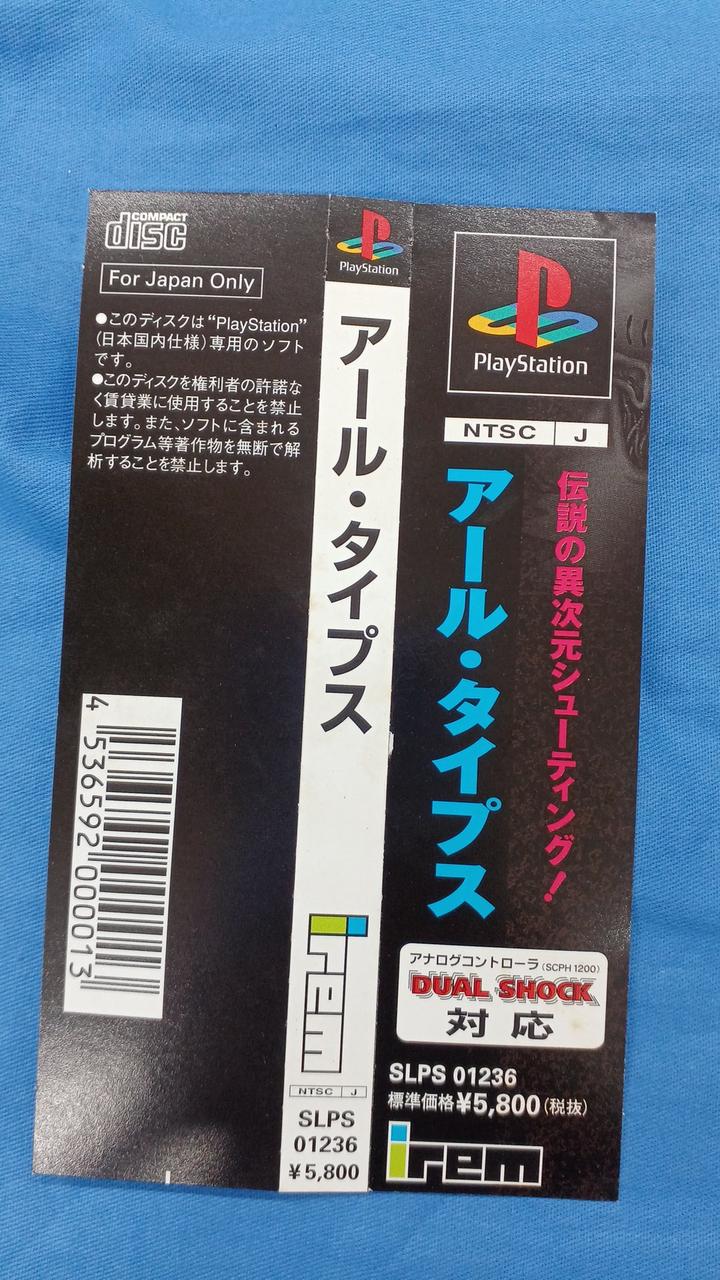 COMPACT
disc
For Japan Only
●このディスクは“PlayStation”
(日本国内仕様)専用のソフト
です。
●このディスクを権利者の許諾な
く賃貸業に使用することを禁止
します。また、ソフトに含まれる
プログラム等著作物を無断で解
析することを禁止します。
4 536592 000013
PlayStation
アール・タイプス
irem
NTSC J
SLPS
01236
¥5,800
PlayStation
NTSC J
伝説の異次元シューティング!
アール・タイプス
アナログコントローラ(SCPH 1200)
DUAL SHOCK
対応
SLPS 01236
標準価格¥5,800(税抜)
irem